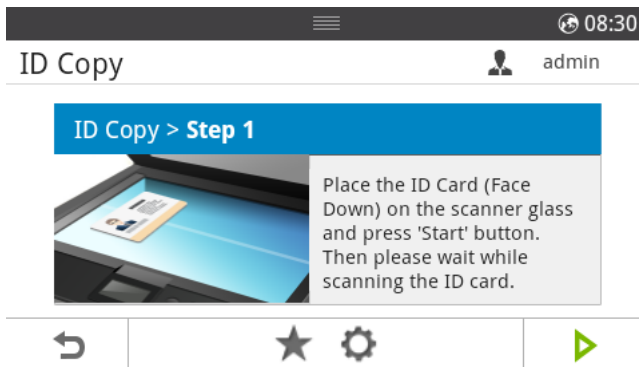 08:30
ID Copy
admin
ID Copy > Step 1
Place the ID Card (Face
Down) on the scanner glass
and press 'Start' button.
Then please wait while
scanning the ID card.